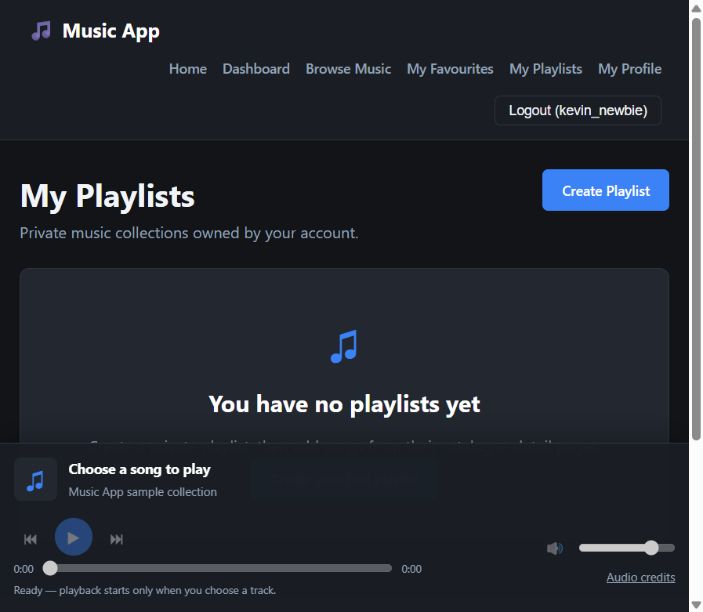 Music App
Home Dashboard Browse Music My Favourites My Playlists My Profile
Logout (kevin_newbie)
My Playlists
Create Playlist
Private music collections owned by your account.
You have no playlists yet
Choose a song to play
Music App sample collection
0:00
0:00
Audio credits
Ready — playback starts only when you choose a track.